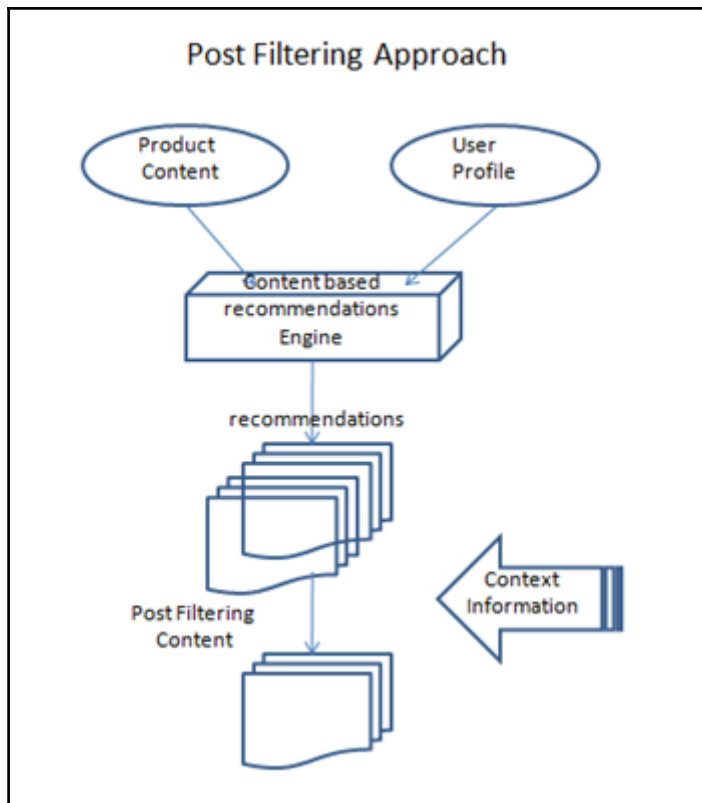 Post Filtering Approach
Product
Content
User
Profile
Content based
recommendations
Engine
recommendations
Context
Information
Post Filtering
Content